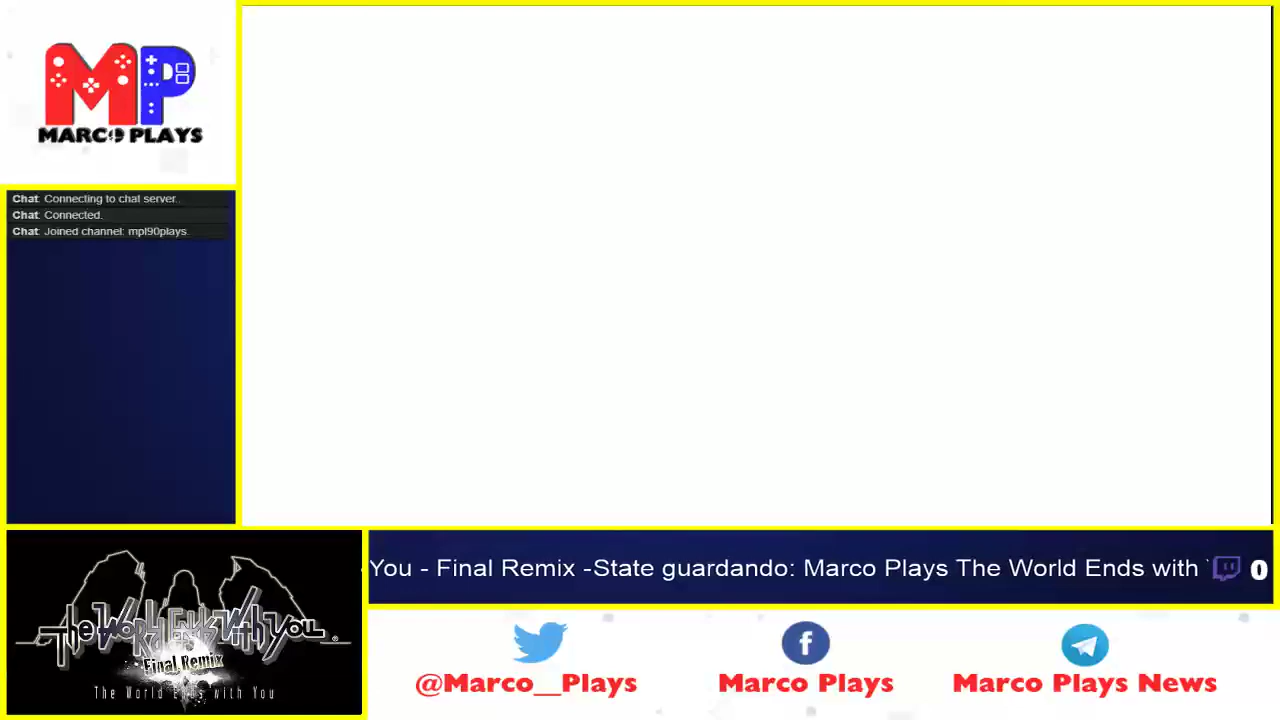 MP
MARCO PLAYS
Chat: Connecting to chat server..
Chat: Connected.
Chat: Joined channel: mpl90plays.
The World Ends With You
Final Remix
The World Ends with You
You - Final Remix -State guardando: Marco Plays The World Ends with
0
@Marco__Plays
Marco Plays
Marco Plays News